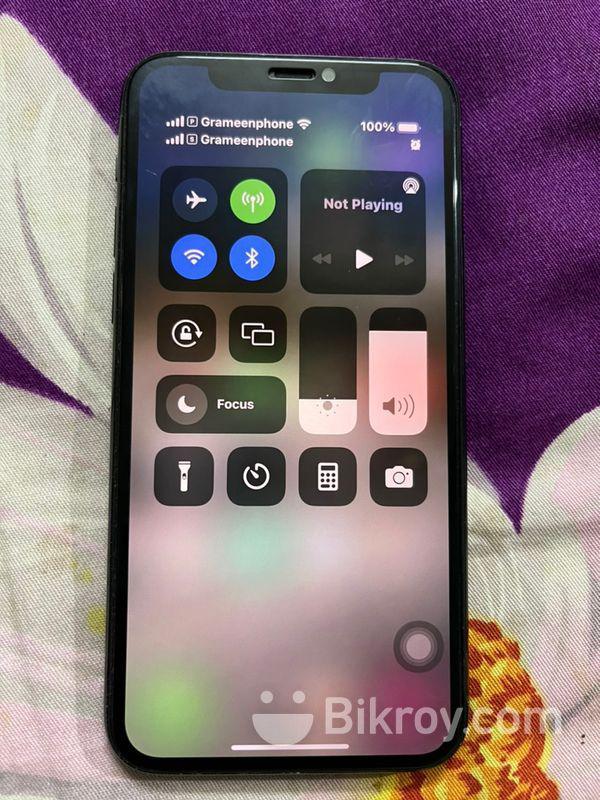 P Grameenphone
100%
S Grameenphone
Not Playing
Focus
Bikroy.com